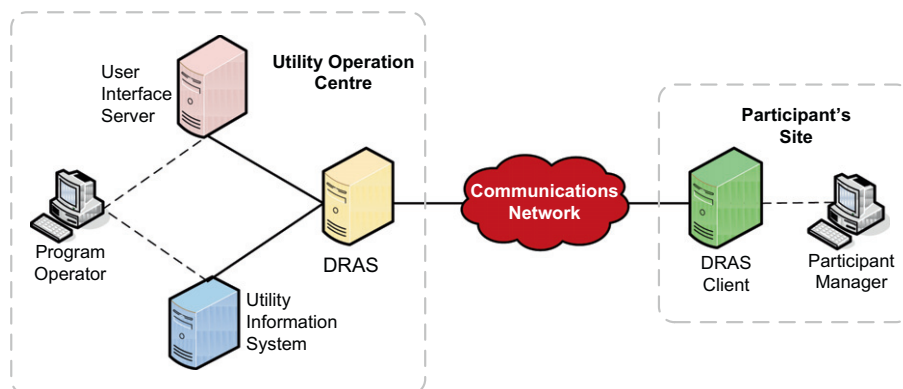 User
Interface
Server
Utility Operation
Centre
Program
Operator
DRAS
Utility
Information
System
Communications
Network
Participant's
Site
DRAS
Client
Participant
Manager